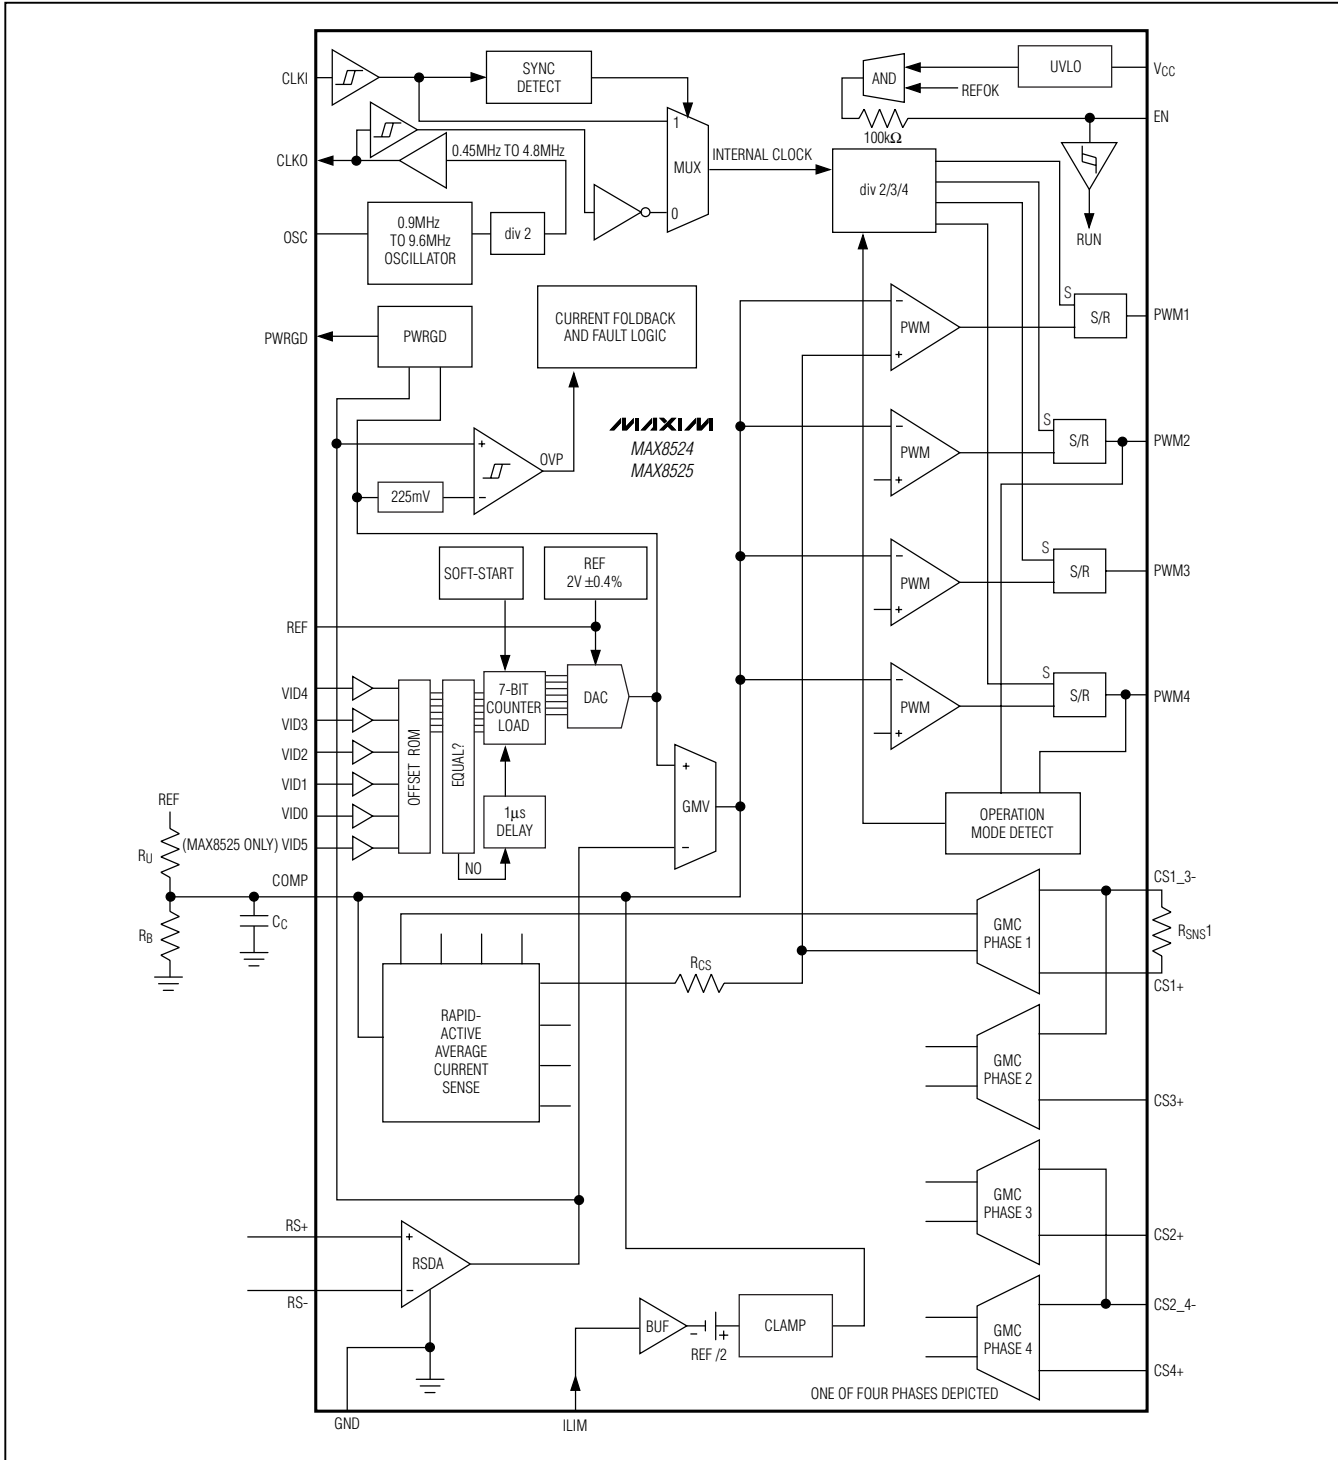 CLKI
SYNC
DETECT
AND
UVLO
VCC
REFOK
EN
100kΩ
1
MUX
0
INTERNAL CLOCK
CLKO
0.45MHz TO 4.8MHz
div 2/3/4
RUN
OSC
0.9MHz
TO 9.6MHz
OSCILLATOR
div 2
S
S/R
PWM1
−
PWM
+
PWRGD
PWRGD
CURRENT FOLDBACK
AND FAULT LOGIC
MAXIM
MAX8524
MAX8525
+
OVP
−
225mV
−
PWM
+
S
S/R
PWM2
SOFT-START
REF
2V ±0.4%
−
PWM
+
S
S/R
PWM3
REF
VID4
VID3
VID2
VID1
VID0
(MAX8525 ONLY) VID5
OFFSET ROM
EQUAL?
7-BIT
COUNTER
LOAD
DAC
−
PWM
+
S
S/R
PWM4
1µs
DELAY
NO
+
GMV
−
OPERATION
MODE DETECT
REF
RU
RB
COMP
CC
CS1_3-
GMC
PHASE 1
RSNS1
CS1+
RCS
RAPID-
ACTIVE
AVERAGE
CURRENT
SENSE
GMC
PHASE 2
CS3+
GMC
PHASE 3
CS2+
RS+
+
RSDA
−
RS-
CS2_4-
GMC
PHASE 4
CS4+
BUF
− +
REF /2
CLAMP
ONE OF FOUR PHASES DEPICTED
GND
ILIM